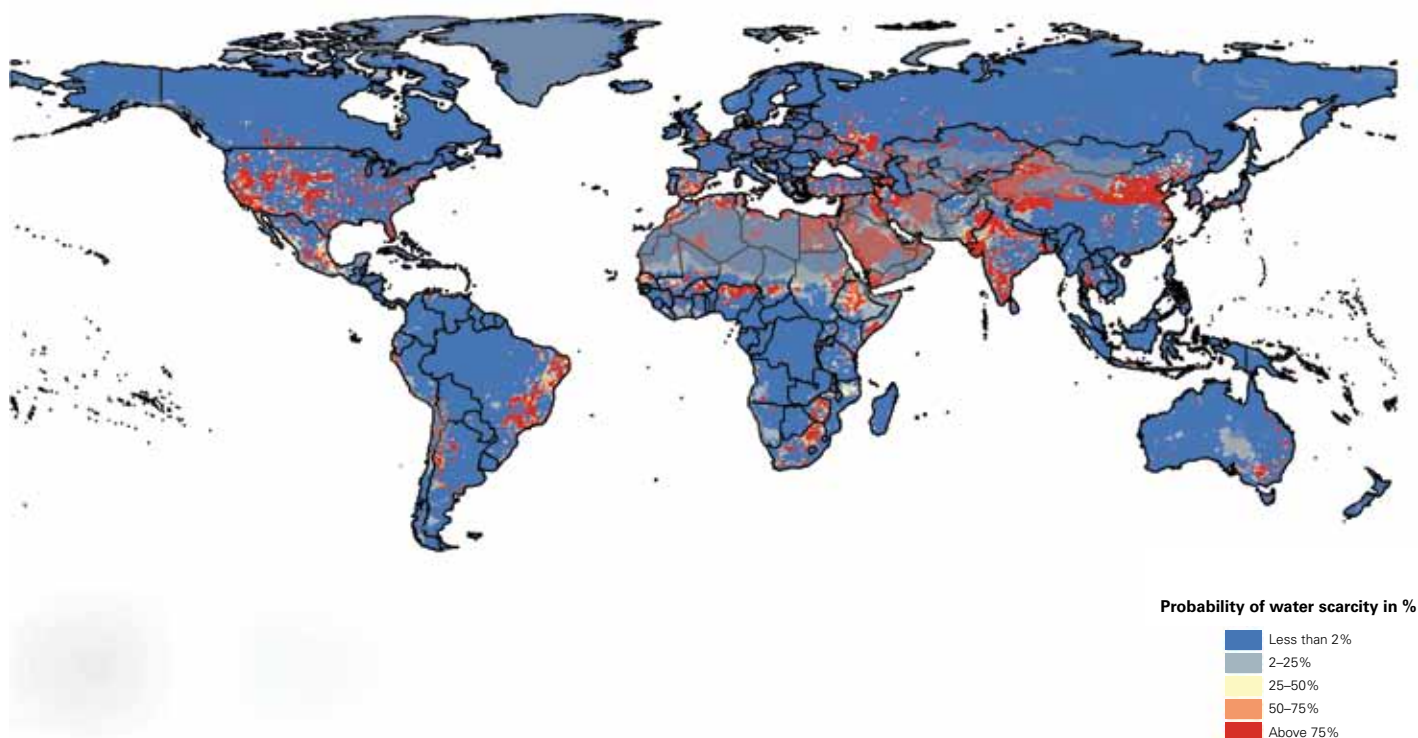 Probability of water scarcity in %
Less than 2%
2–25%
25–50%
50–75%
Above 75%